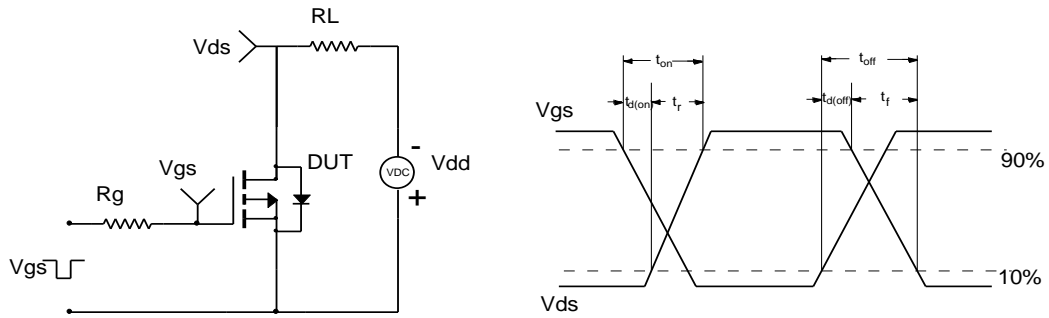 RL
Vds
Vgs
DUT
-
VDC
Vdd
+
Rg
Vgs
ton
toff
td(on)
tr
td(off)
tf
Vgs
90%
10%
Vds